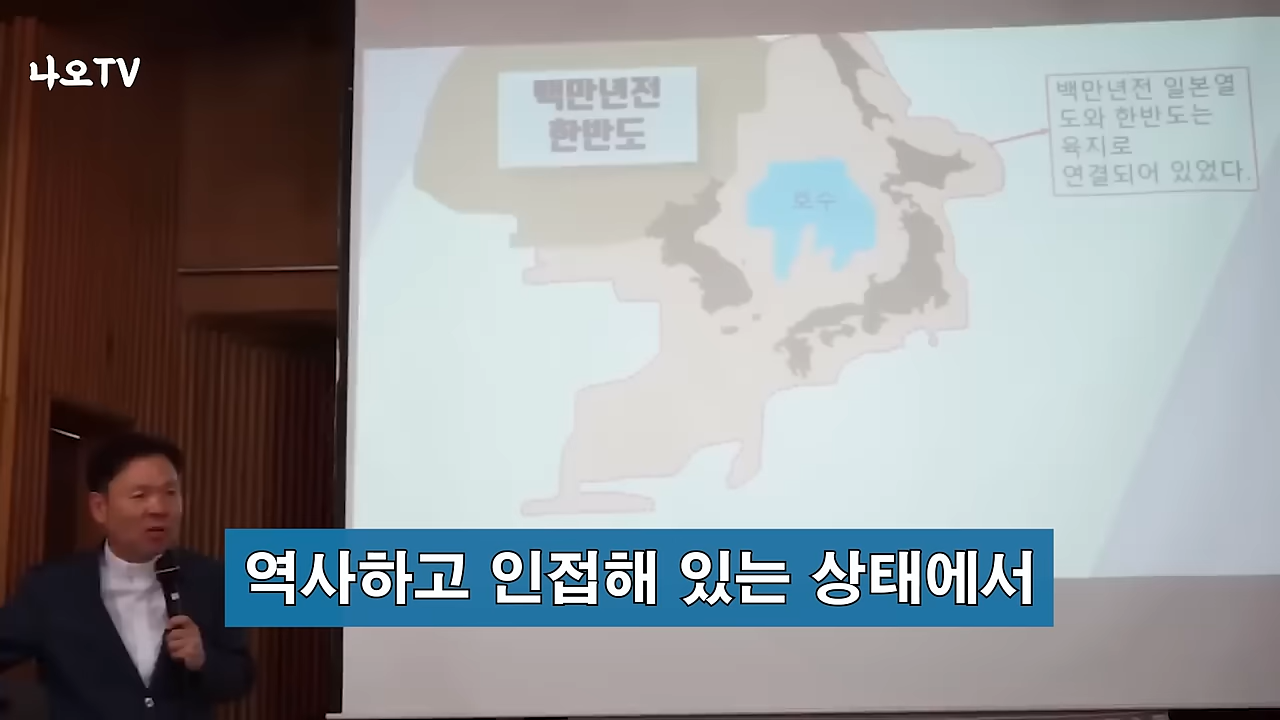 나오TV
백만년전
한반도
백만년전 일본열
도와 한반도는
육지로
연결되어 있었다.
호수
역사하고 인접해 있는 상태에서